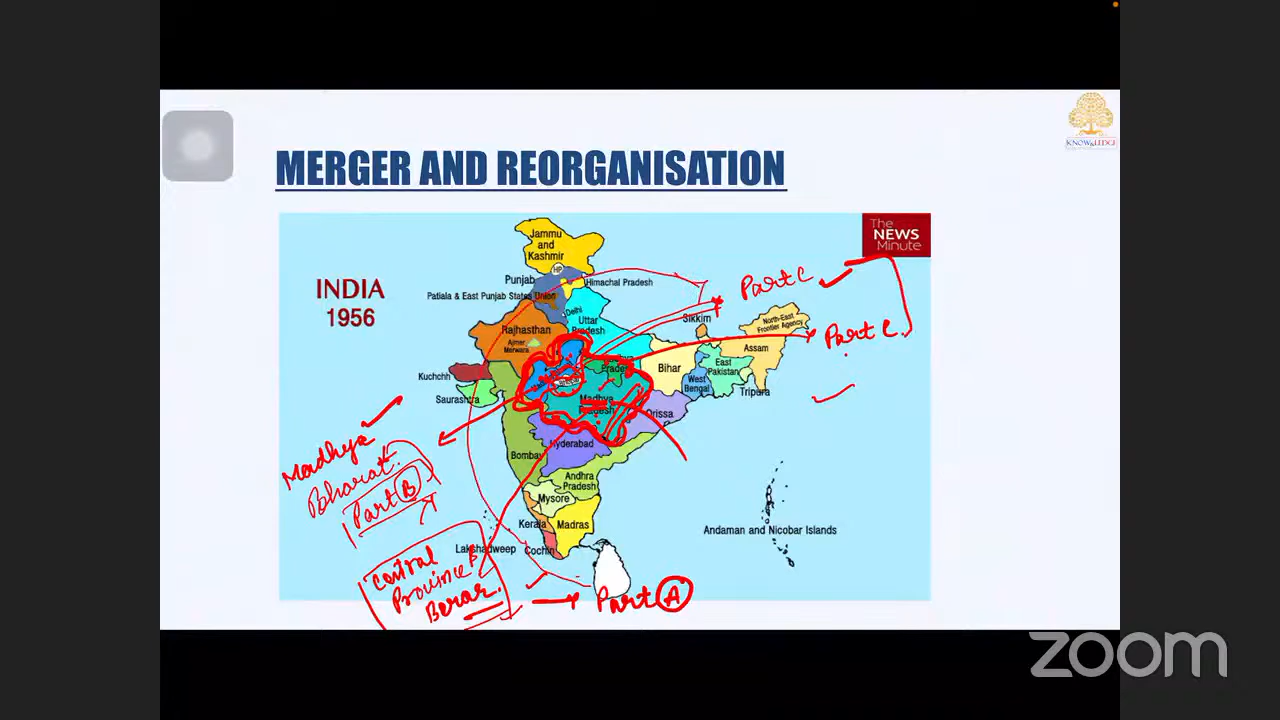 KNOWLEDGE
MERGER AND REORGANISATION
The
NEWS
Minute
INDIA
1956
Jammu
and
Kashmir
HP
Punjab
Himachal Pradesh
Patiala & East Punjab States Union
Delhi
Uttar
Pradesh
Sikkim
North-East
Frontier Agency
Rajhasthan
Ajmer
Merwara
Assam
Bihar
East
Pakistan
West
Bengal
Tripura
Kuchchh
Saurashtra
Pradesh
Madhya
Pradesh
Orissa
Hyderabad
Bombay
Andhra
Pradesh
Mysore
Kerala
Madras
Lakshadweep
Cochin
Andaman and Nicobar Islands
Part C
Part C
Madhya
Bharat
Part B
Central
Province &
Berar
Part A
zoom